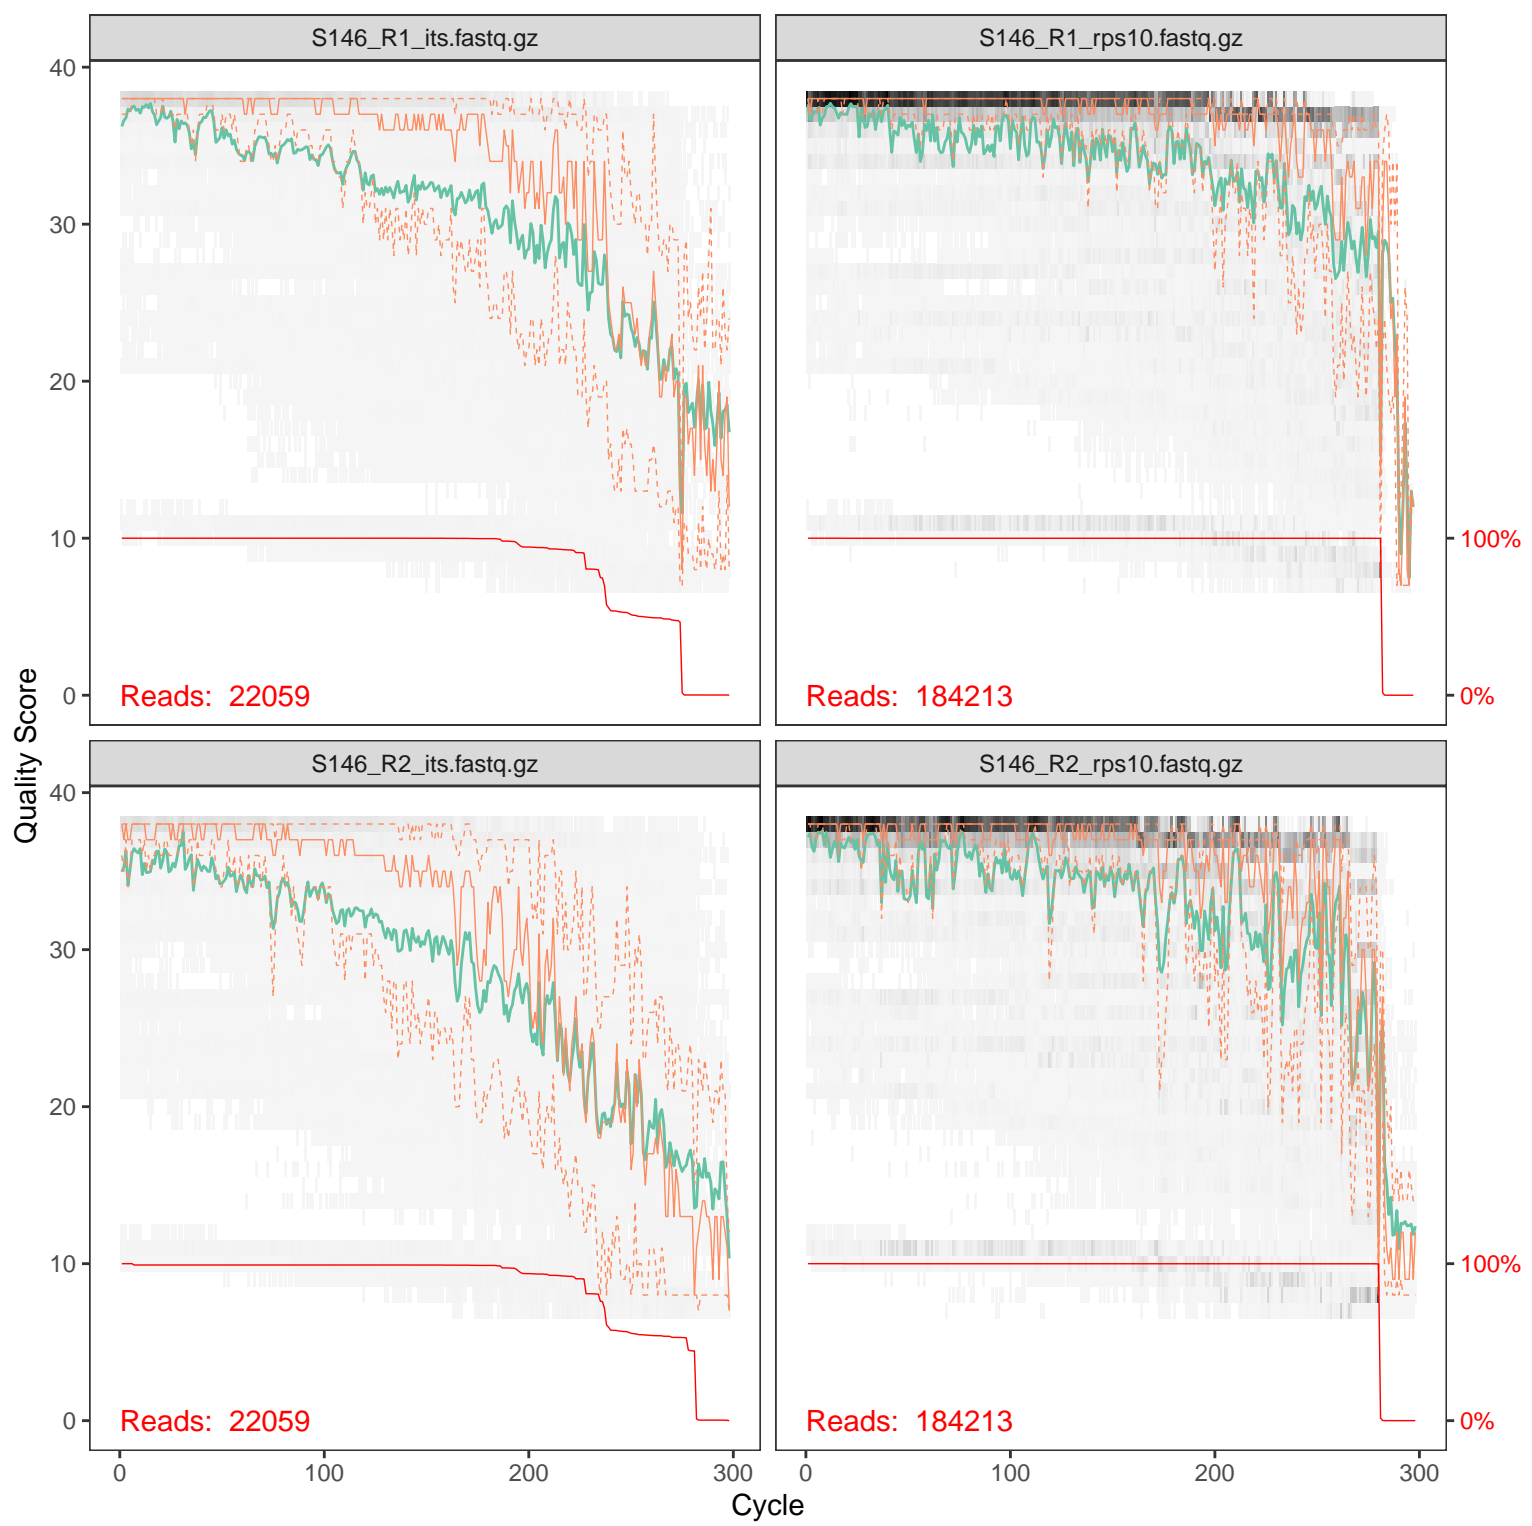 S146_R1_its.fastq.gz
S146_R1_rps10.fastq.gz
40
30
20
10
0
100%
0%
Reads: 22059
Reads: 184213
Quality Score
S146_R2_its.fastq.gz
S146_R2_rps10.fastq.gz
40
30
20
10
0
100%
0%
Reads: 22059
Reads: 184213
0 100 200 300
0 100 200 300
Cycle